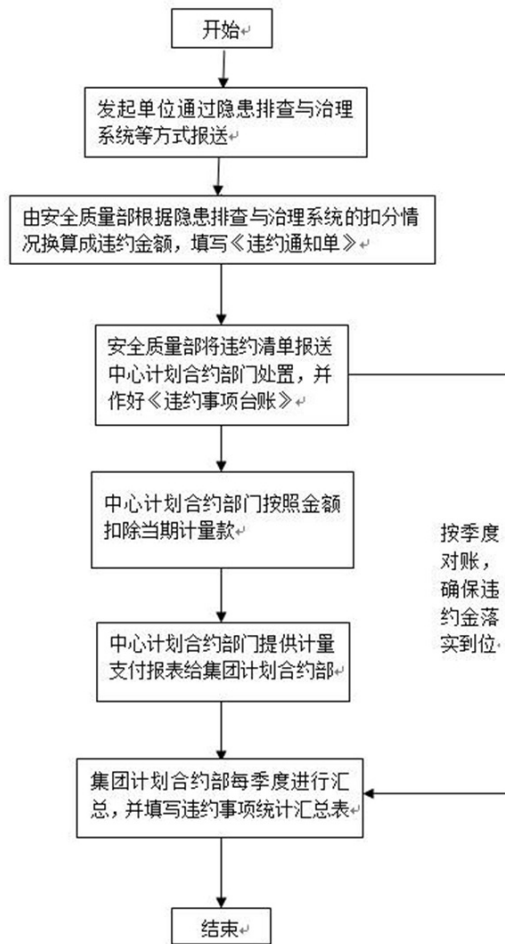 开始
发起单位通过隐患排查与治理
系统等方式报送
由安全质量部根据隐患排查与治理系统的扣分情
况换算成违约金额，填写《违约通知单》
安全质量部将违约清单报送
中心计划合约部门处置，并
作好《违约事项台账》
中心计划合约部门按照金额
扣除当期计量款
按季度
对账，
确保违
约金落
实到位
中心计划合约部门提供计量
支付报表给集团计划合约部
集团计划合约部每季度进行汇
总，并填写违约事项统计汇总表
结束